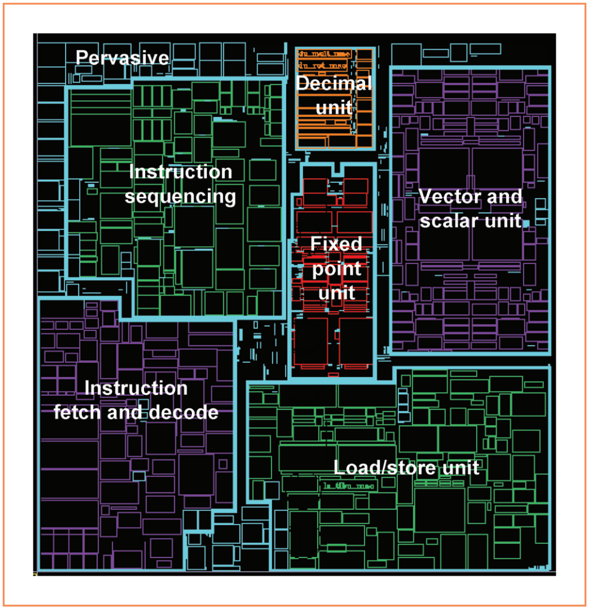 Pervasive
Decimal
unit
Instruction
sequencing
Vector and
scalar unit
Fixed
point
unit
Instruction
fetch and decode
Load/store unit